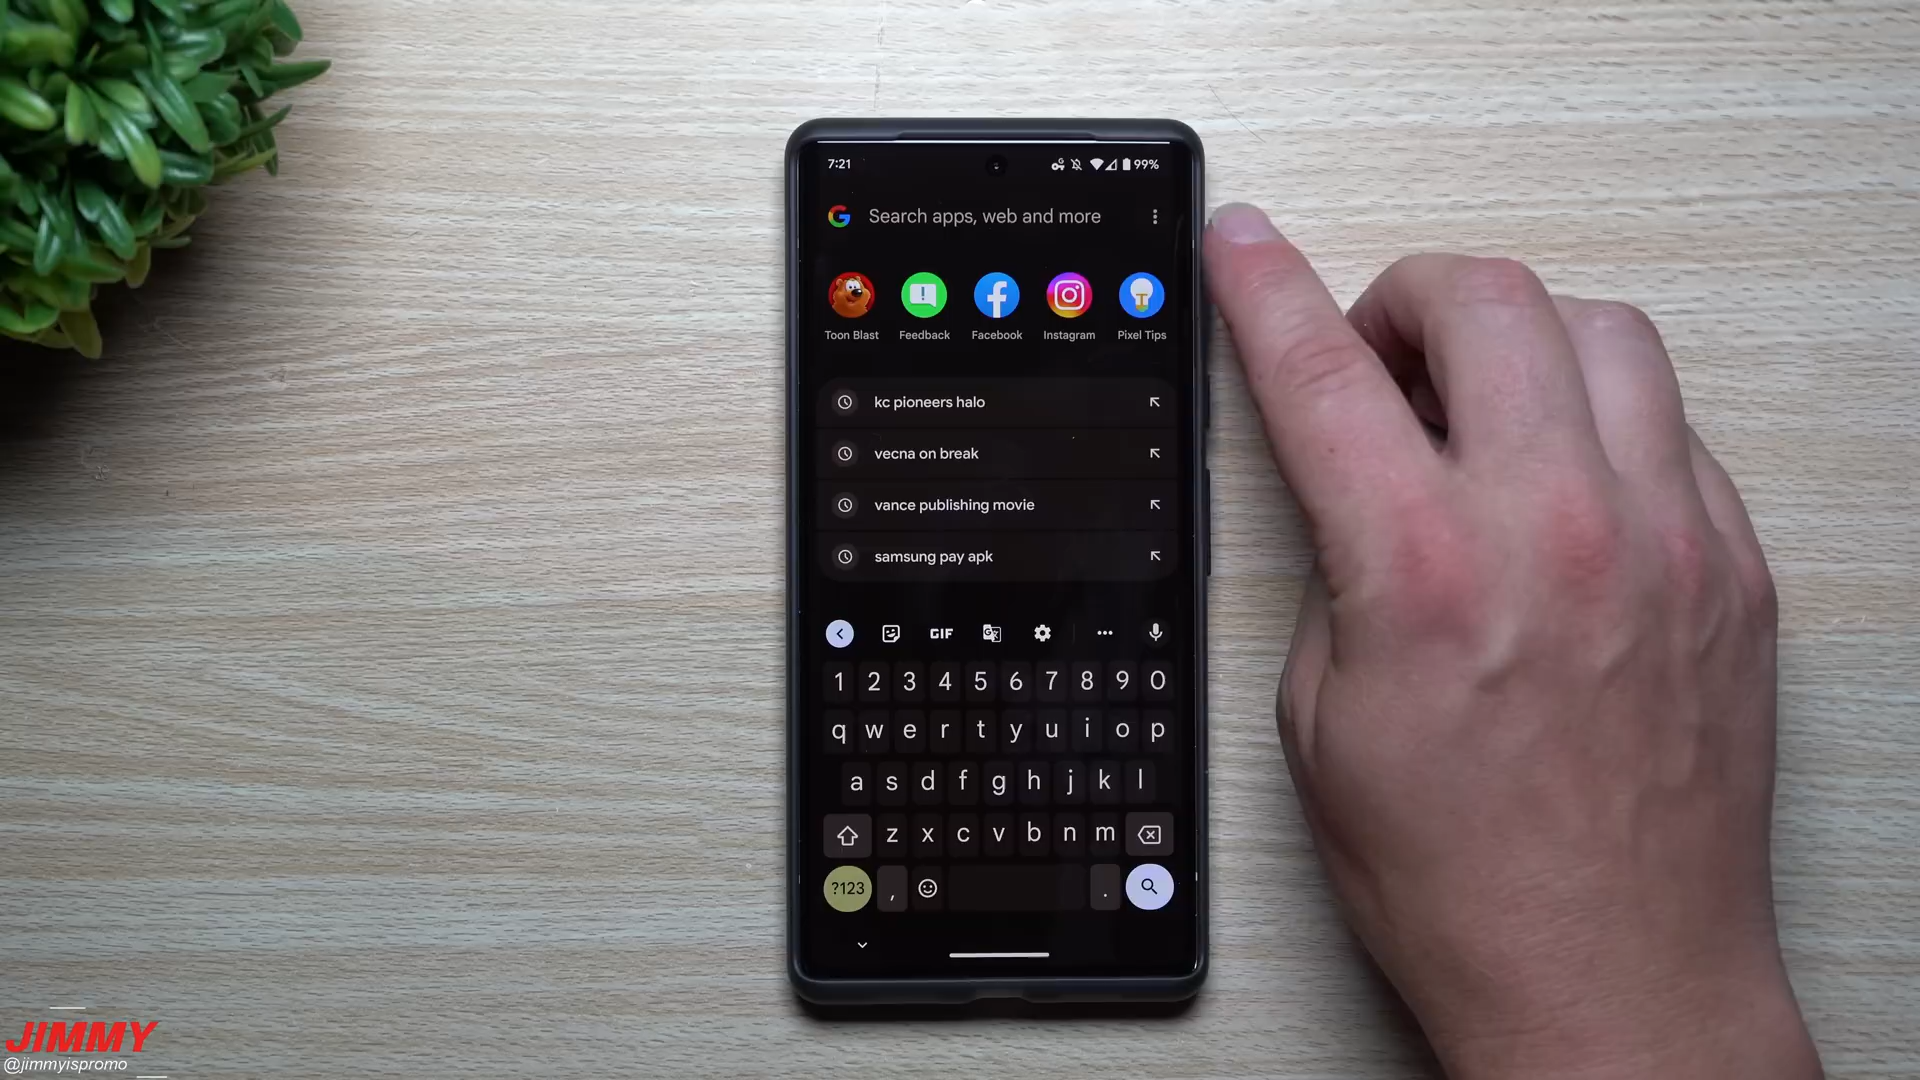 7:21 99%
Search apps, web and more
Toon Blast Feedback Facebook Instagram Pixel Tips
kc pioneers halo
vecna on break
vance publishing movie
samsung pay apk
GIF
1 2 3 4 5 6 7 8 9 0
q w e r t y u i o p
a s d f g h j k l
z x c v b n m
?123 , .
JIMMY
@jimmyispromo